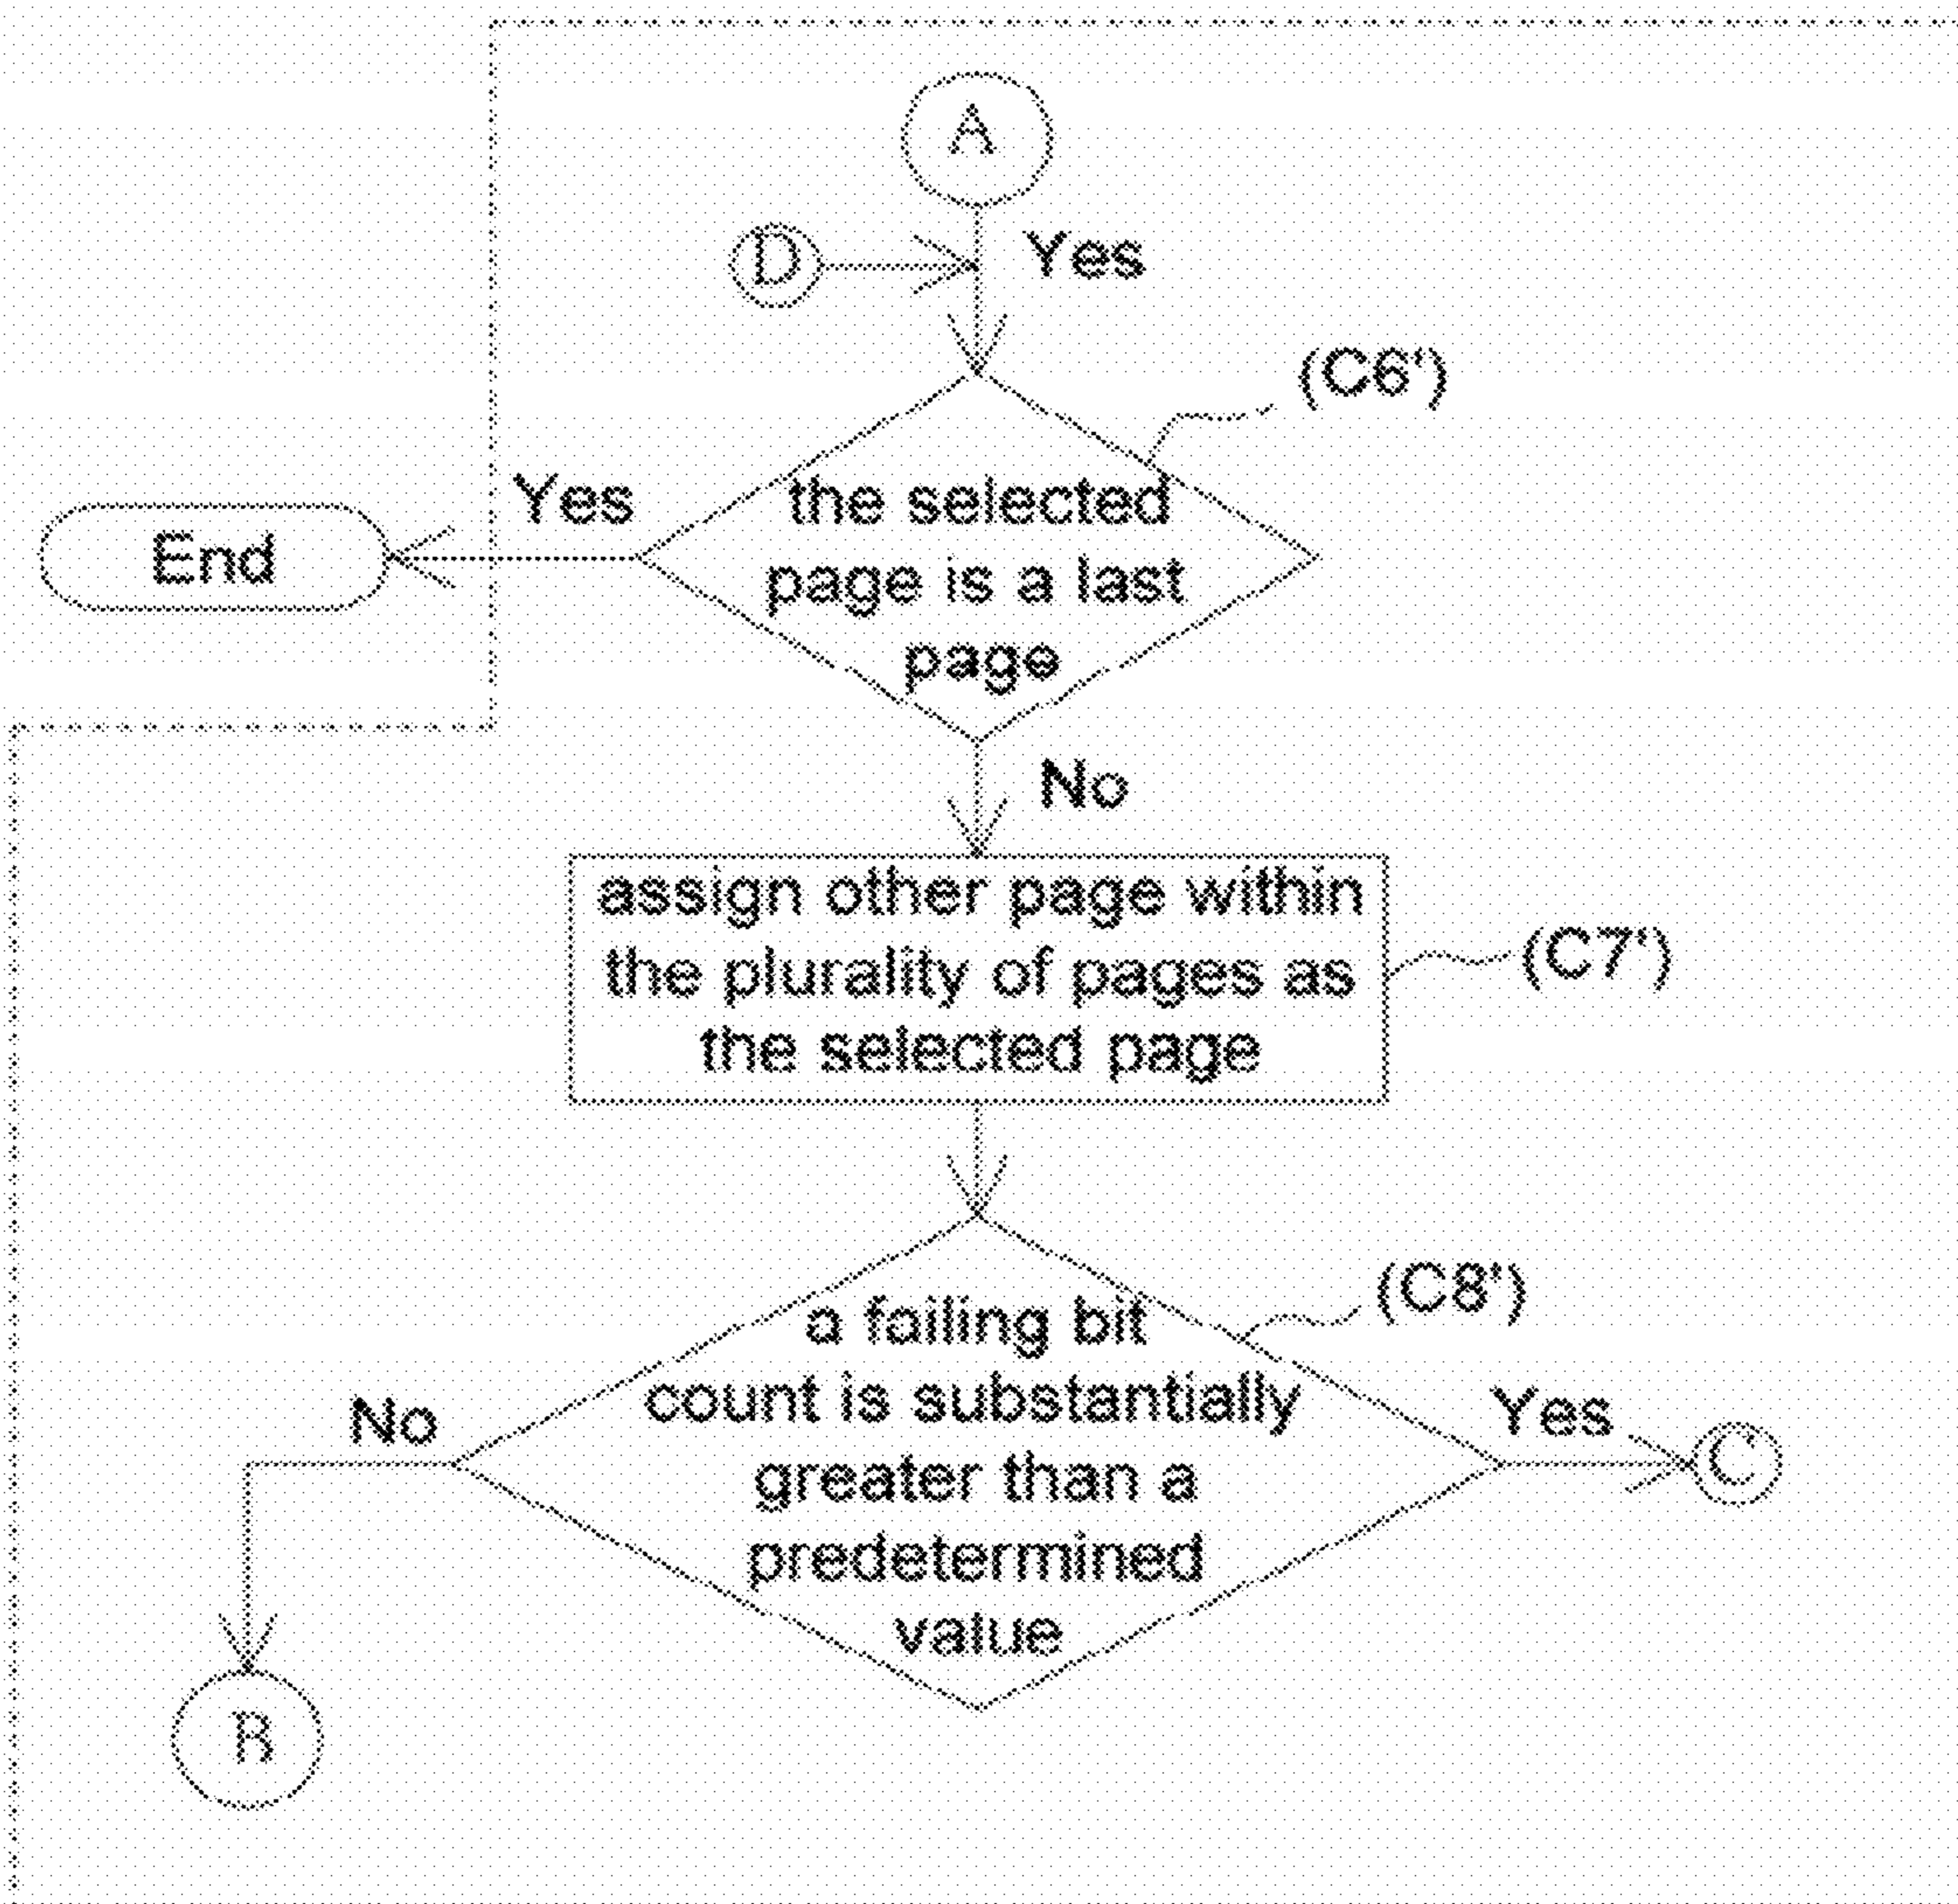 A
D
Yes
(C6')
Yes
End
the selected
page is a last
page
No
assign other page within
the plurality of pages as
the selected page
(C7')
a failing bit
count is substantially
greater than a
predetermined
value
(C8')
No
Yes
C